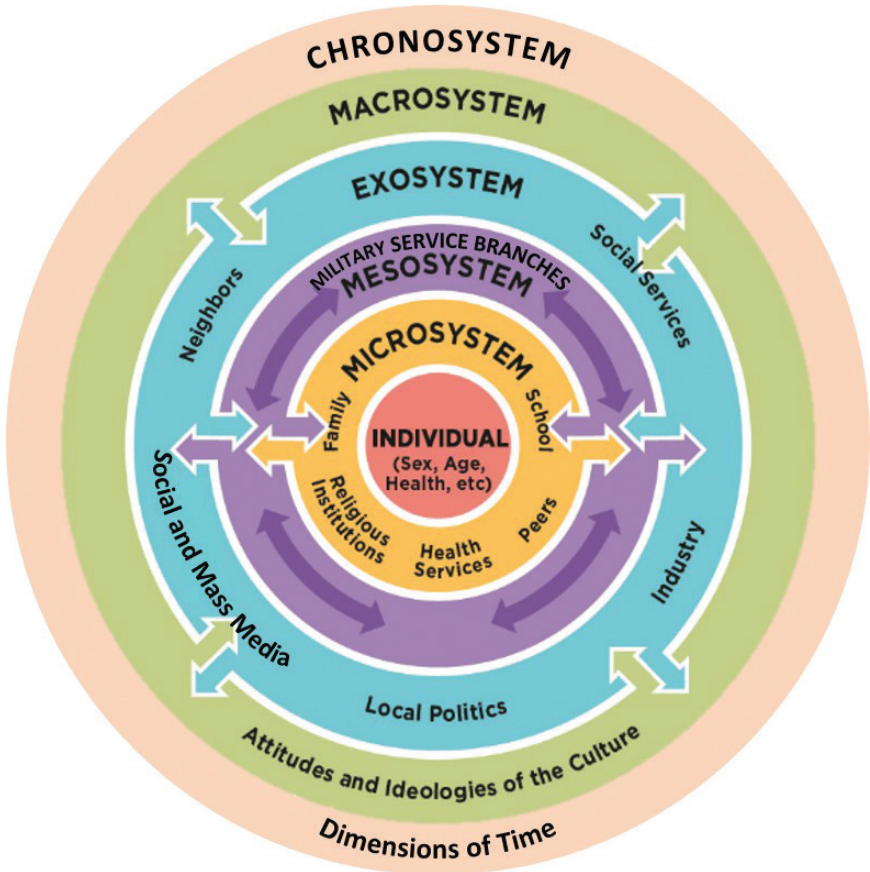 CHRONOSYSTEM
MACROSYSTEM
EXOSYSTEM
MILITARY SERVICE BRANCHES
MESOSYSTEM
MICROSYSTEM
Neighbors
Social Services
Family
School
INDIVIDUAL
(Sex, Age,
Health, etc)
Religious
Institutions
Health
Services
Peers
Social and Mass Media
Industry
Local Politics
Attitudes and Ideologies of the Culture
Dimensions of Time